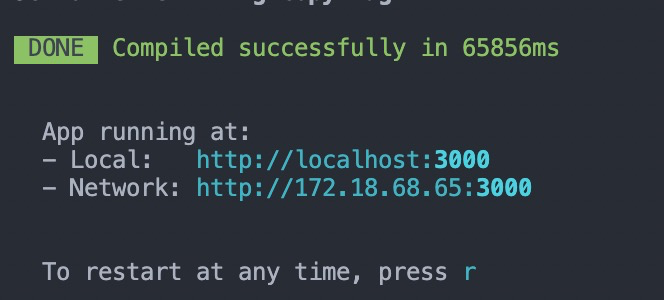 DONE Compiled successfully in 65856ms
App running at:
- Local: http://localhost:3000
- Network: http://172.18.68.65:3000
To restart at any time, press r